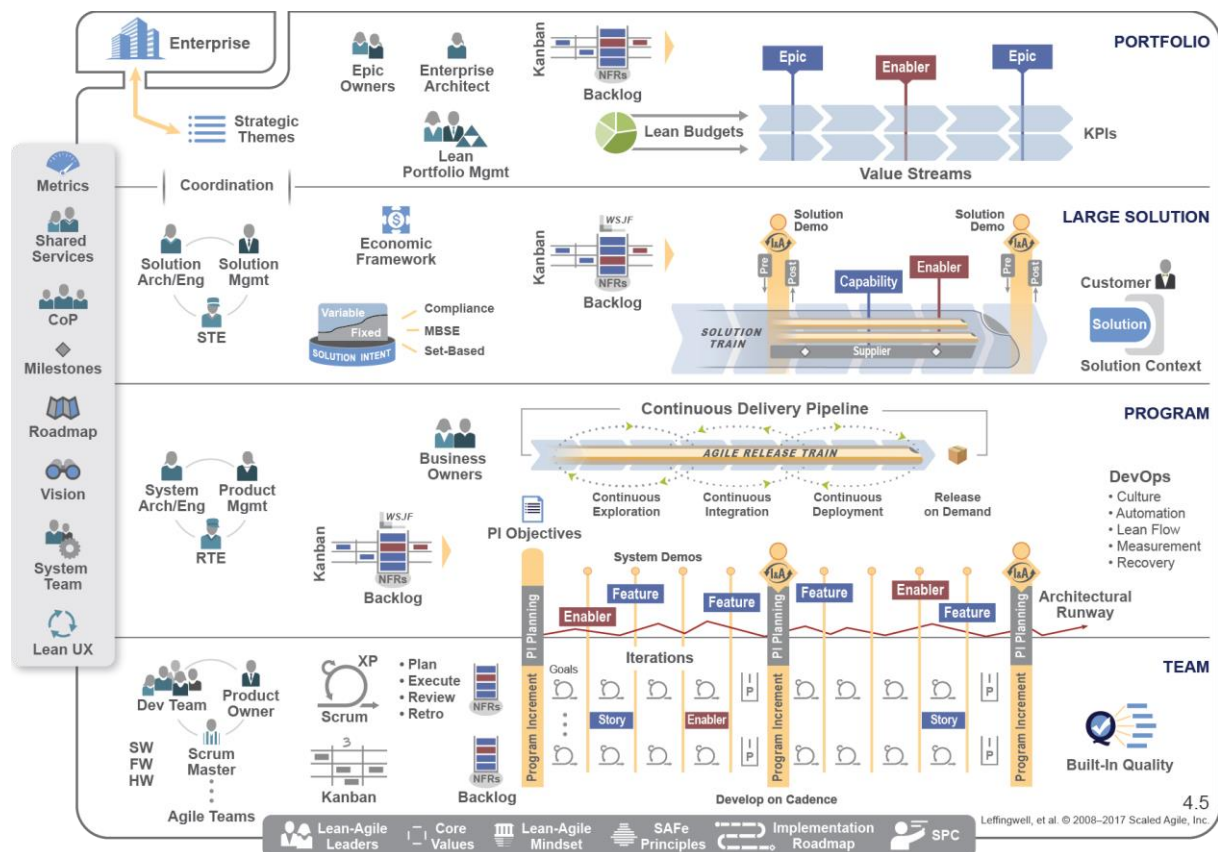 Enterprise
Strategic
Themes
Epic
Owners
Enterprise
Architect
Lean
Portfolio Mgmt
Kanban
NFRs
Backlog
Lean Budgets
Epic
Enabler
Epic
KPIs
Value Streams
PORTFOLIO
Metrics
Shared
Services
CoP
Milestones
Roadmap
Vision
System
Team
Lean UX
Coordination
Solution
Arch/Eng
Solution
Mgmt
STE
Economic
Framework
Variable
Fixed
SOLUTION INTENT
Compliance
MBSE
Set-Based
Kanban
WSJF
NFRs
Backlog
Solution
Demo
I&A
Pre
Post
Capability
Enabler
Solution
Demo
I&A
Pre
Post
SOLUTION
TRAIN
Supplier
LARGE SOLUTION
Customer
Solution
Solution Context
System
Arch/Eng
Product
Mgmt
RTE
Business
Owners
Kanban
WSJF
NFRs
Backlog
Continuous Delivery Pipeline
AGILE RELEASE TRAIN
Continuous
Exploration
Continuous
Integration
Continuous
Deployment
Release
on Demand
PROGRAM
DevOps
• Culture
• Automation
• Lean Flow
• Measurement
• Recovery
PI Objectives
System Demos
I&A
I&A
Enabler
Feature
Feature
Feature
Enabler
Feature
Architectural
Runway
PI Planning
PI Planning
PI Planning
Dev Team
Product
Owner
Scrum
Master
SW
FW
HW
Agile Teams
XP
Scrum
• Plan
• Execute
• Review
• Retro
3
Kanban
NFRs
NFRs
Backlog
Program Increment
Program Increment
Program Increment
Iterations
Goals
Story
Enabler
Story
I P
I P
I P
I P
Develop on Cadence
TEAM
Built-In Quality
4.5
Leffingwell, et al. © 2008–2017 Scaled Agile, Inc.
Lean-Agile
Leaders
Core
Values
Lean-Agile
Mindset
SAFe
Principles
Implementation
Roadmap
SPC